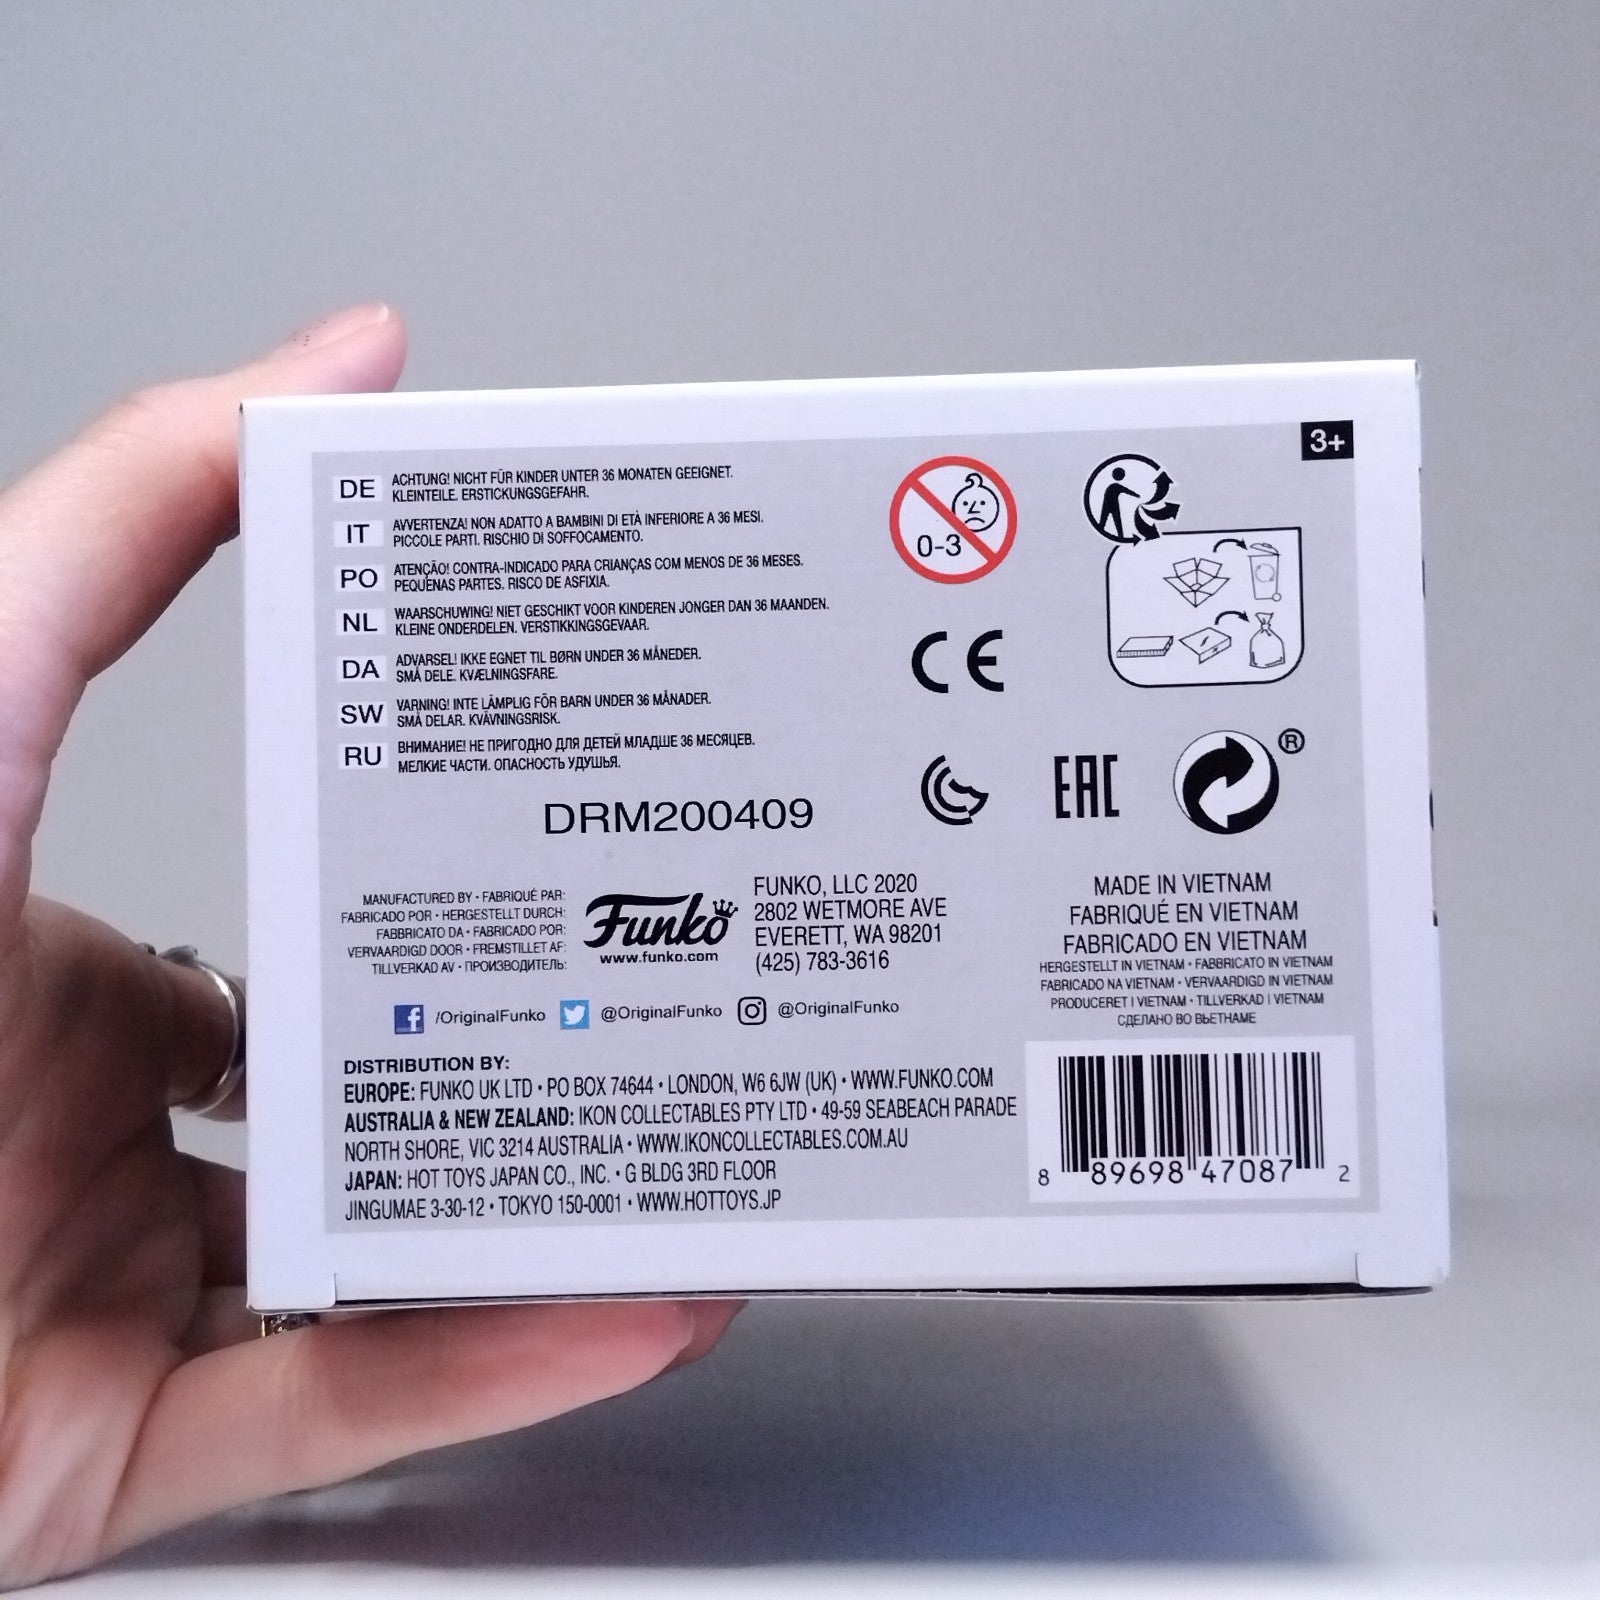 3+
DE
ACHTUNG! NICHT FÜR KINDER UNTER 36 MONATEN GEEIGNET.
KLEINTEILE. ERSTICKUNGSGEFAHR.
IT
AVVERTENZA! NON ADATTO A BAMBINI DI ETÀ INFERIORE A 36 MESI.
PICCOLE PARTI. RISCHIO DI SOFFOCAMENTO.
PO
ATENÇÃO! CONTRA-INDICADO PARA CRIANÇAS COM MENOS DE 36 MESES.
PEQUENAS PARTES. RISCO DE ASFIXIA.
NL
WAARSCHUWING! NIET GESCHIKT VOOR KINDEREN JONGER DAN 36 MAANDEN.
KLEINE ONDERDELEN. VERSTIKKINGSGEVAAR.
DA
ADVARSEL! IKKE EGNET TIL BØRN UNDER 36 MÅNEDER.
SMÅ DELE. KVÆLNINGSFARE.
SW
VARNING! INTE LÄMPLIG FÖR BARN UNDER 36 MÅNADER.
SMÅ DELAR. KVÄVNINGSRISK.
RU
ВНИМАНИЕ! НЕ ПРИГОДНО ДЛЯ ДЕТЕЙ МЛАДШЕ 36 МЕСЯЦЕВ.
МЕЛКИЕ ЧАСТИ. ОПАСНОСТЬ УДУШЬЯ.
0-3
CE
EAC
®
DRM200409
MANUFACTURED BY • FABRIQUÉ PAR:
FABRICADO POR • HERGESTELLT DURCH:
FABBRICATO DA • FABRICADO POR:
VERVAARDIGD DOOR • FREMSTILLET AF:
TILLVERKAD AV • ПРОИЗВОДИТЕЛЬ:
Funko
www.funko.com
FUNKO, LLC 2020
2802 WETMORE AVE
EVERETT, WA 98201
(425) 783-3616
MADE IN VIETNAM
FABRIQUÉ EN VIETNAM
FABRICADO EN VIETNAM
HERGESTELLT IN VIETNAM • FABBRICATO IN VIETNAM
FABRICADO NA VIETNAM • VERVAARDIGD IN VIETNAM
PRODUCERET I VIETNAM • TILLVERKAD I VIETNAM
СДЕЛАНО ВО ВЬЕТНАМЕ
f /OriginalFunko @OriginalFunko @OriginalFunko
DISTRIBUTION BY:
EUROPE: FUNKO UK LTD • PO BOX 74644 • LONDON, W6 6JW (UK) • WWW.FUNKO.COM
AUSTRALIA & NEW ZEALAND: IKON COLLECTABLES PTY LTD • 49-59 SEABEACH PARADE
NORTH SHORE, VIC 3214 AUSTRALIA • WWW.IKONCOLLECTABLES.COM.AU
JAPAN: HOT TOYS JAPAN CO., INC. • G BLDG 3RD FLOOR
JINGUMAE 3-30-12 • TOKYO 150-0001 • WWW.HOTTOYS.JP
8 89698 47087 2